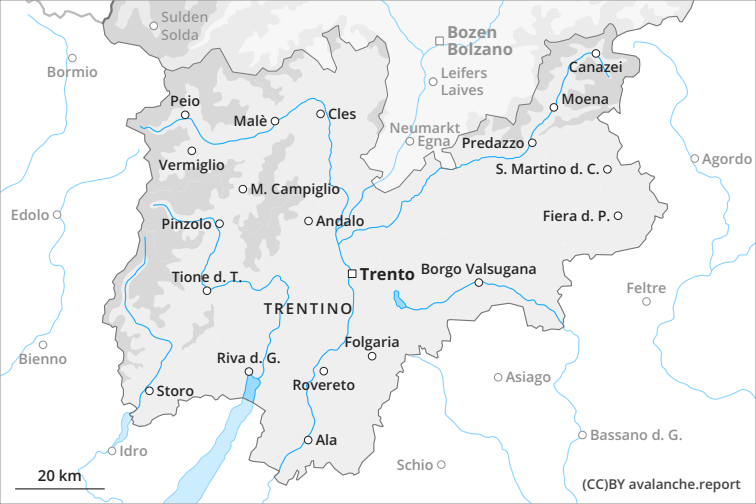 Sulden
Solda
Bozen
Bolzano
Bormio
Canazei
Leifers
Laives
Peio
Moena
Malè
Cles
Neumarkt
Egna
Predazzo
Vermiglio
Agordo
S. Martino d. C.
M. Campiglio
Edolo
Pinzolo
Andalo
Fiera d. P.
Trento
Borgo Valsugana
Tione d. T.
Feltre
TRENTINO
Folgaria
Bienno
Riva d. G.
Rovereto
Asiago
Storo
Ala
Bassano d. G.
Idro
Schio
20 km
(CC)BY avalanche.report